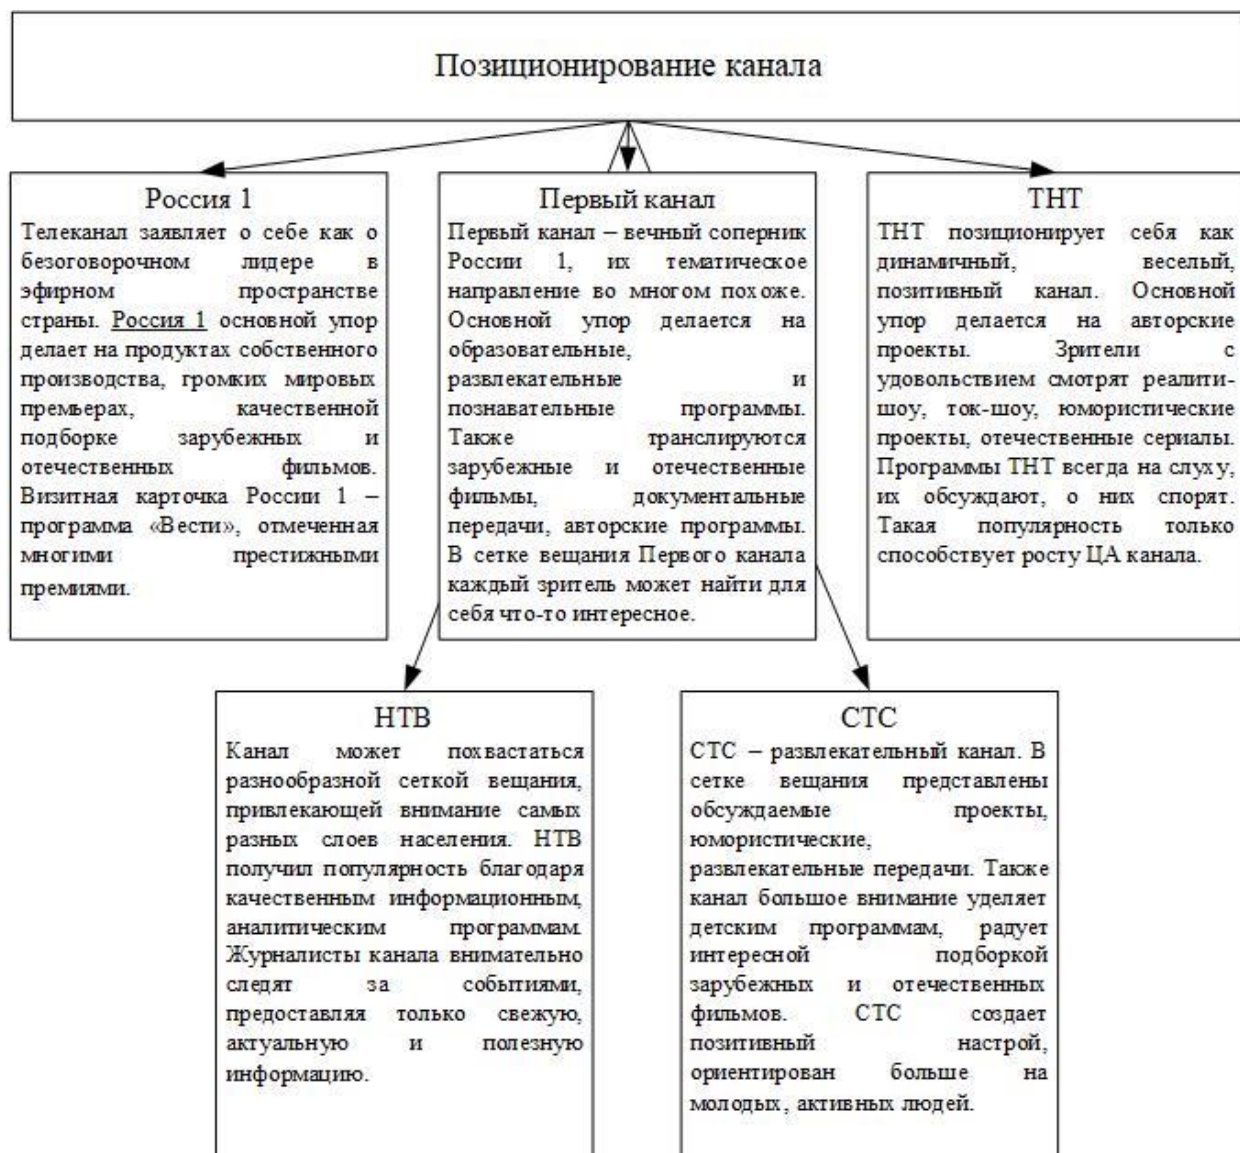 Позиционирование канала
Россия 1
Телеканал заявляет о себе как о
безоговорочном лидере в
эфирном пространстве
страны. Россия 1 основной упор
делает на продуктах собственного
производства, громких мировых
премьерах, качественной
подборке зарубежных и
отечественных фильмов.
Визитная карточка России 1 –
программа «Вести», отмеченная
многими престижными
премиями.
Первый канал
Первый канал – вечный соперник
России 1, их тематическое
направление во многом похоже.
Основной упор делается на
образовательные,
развлекательные и
познавательные программы.
Также транслируются
зарубежные и отечественные
фильмы, документальные
передачи, авторские программы.
В сетке вещания Первого канала
каждый зритель может найти для
себя что-то интересное.
ТНТ
ТНТ позиционирует себя как
динамичный, веселый,
позитивный канал. Основной
упор делается на авторские
проекты. Зрители с
удовольствием смотрят реалити-
шоу, ток-шоу, юмористические
проекты, отечественные сериалы.
Программы ТНТ всегда на слуху,
их обсуждают, о них спорят.
Такая популярность только
способствует росту ЦА канала.
НТВ
Канал может похвастаться
разнообразной сеткой вещания,
привлекающей внимание самых
разных слоев населения. НТВ
получил популярность благодаря
качественным информационным,
аналитическим программам.
Журналисты канала внимательно
следят за событиями,
предоставляя только свежую,
актуальную и полезную
информацию.
СТС
СТС – развлекательный канал. В
сетке вещания представлены
обсуждаемые проекты,
юмористические,
развлекательные передачи. Также
канал большое внимание уделяет
детским программам, радует
интересной подборкой
зарубежных и отечественных
фильмов. СТС создает
позитивный настрой,
ориентирован больше на
молодых, активных людей.